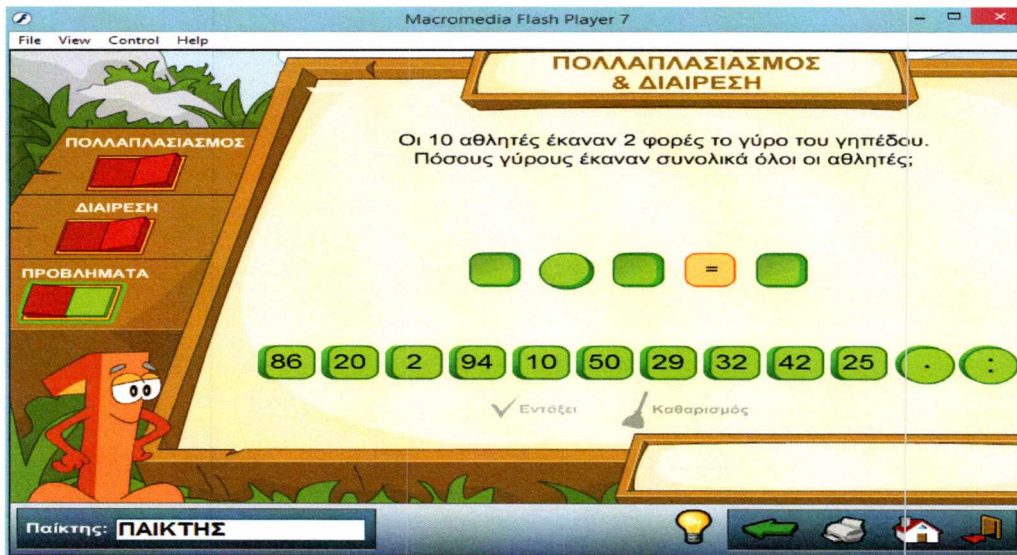 Macromedia Flash Player 7
File View Control Help
ΠΟΛΛΑΠΛΑΣΙΑΣΜΟΣ
& ΔΙΑΙΡΕΣΗ
ΠΟΛΛΑΠΛΑΣΙΑΣΜΟΣ
ΔΙΑΙΡΕΣΗ
ΠΡΟΒΛΗΜΑΤΑ
Οι 10 αθλητές έκαναν 2 φορές το γύρο του γηπέδου.
Πόσους γύρους έκαναν συνολικά όλοι οι αθλητές;
=
86 20 2 94 10 50 29 32 42 25 . :
Εντάξει Καθαρισμός
Παίκτης: ΠΑΙΚΤΗΣ